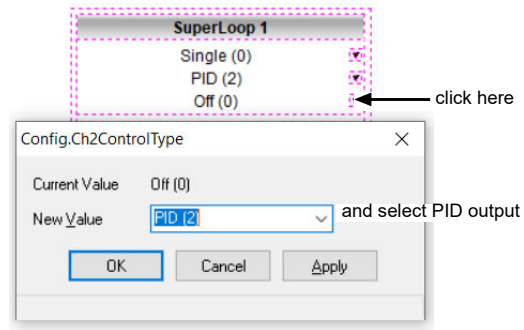 SuperLoop 1
Single (0)
PID (2)
Off (0)
click here
Config.Ch2ControlType
Current Value Off (0)
New Value PID (2)
and select PID output
OK Cancel Apply